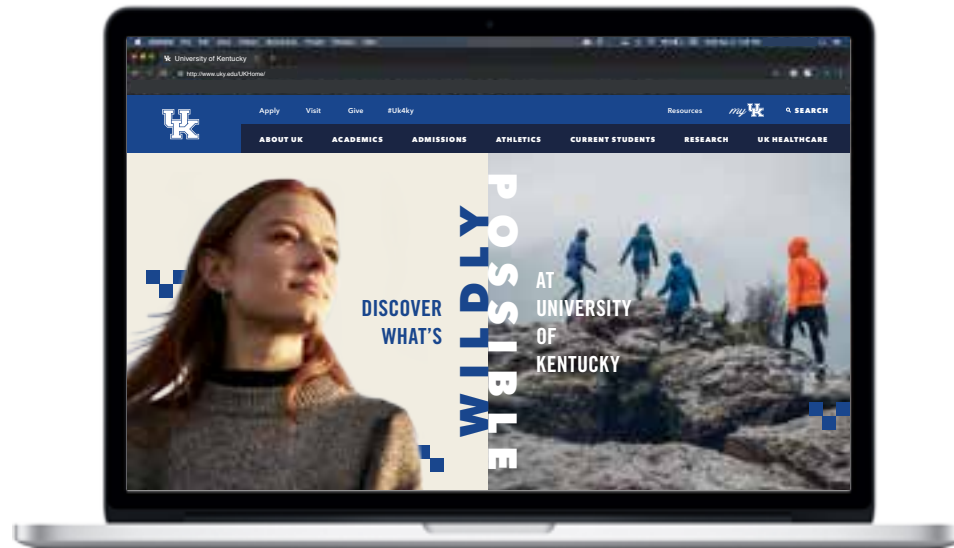 University of Kentucky
http://www.uky.edu/UKHome/
UK
Apply Visit Give #Uk4ky Resources my UK SEARCH
ABOUT UK ACADEMICS ADMISSIONS ATHLETICS CURRENT STUDENTS RESEARCH UK HEALTHCARE
DISCOVER
WHAT'S
WILDLY
POSSIBLE
AT
UNIVERSITY
OF
KENTUCKY